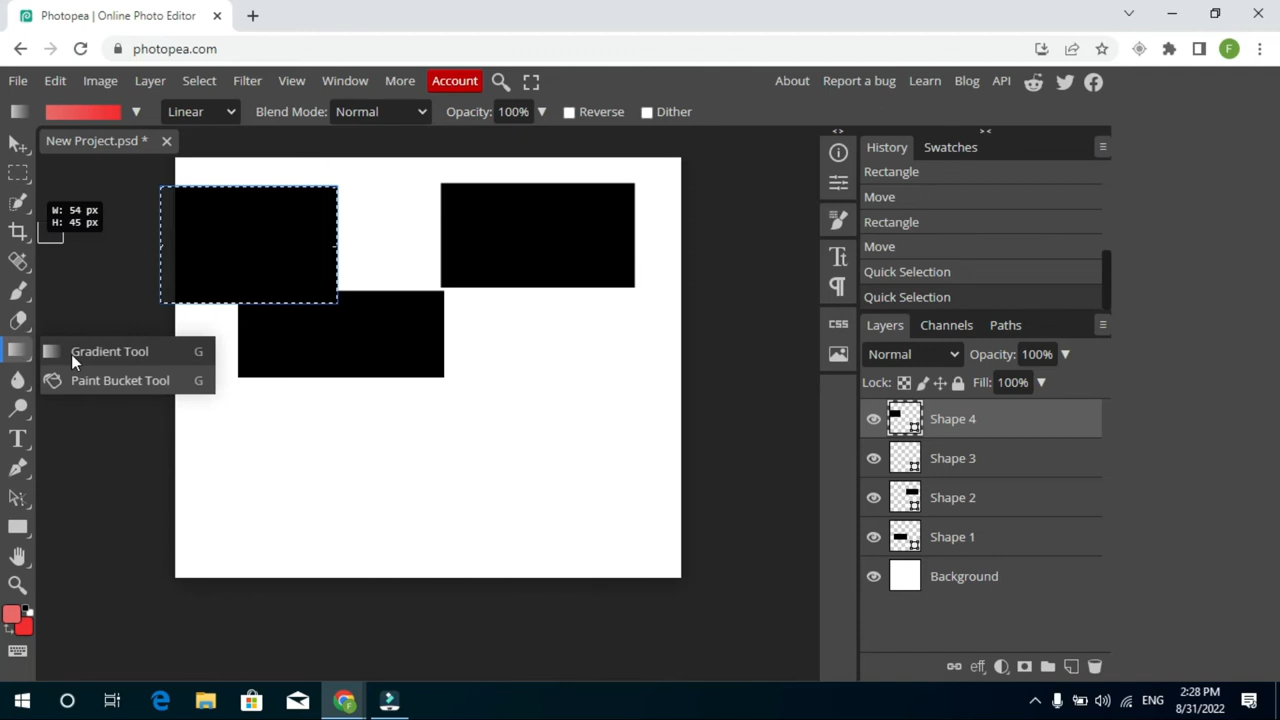 Photopea | Online Photo Editor
photopea.com
F
File Edit Image Layer Select Filter View Window More Account
About Report a bug Learn Blog API
Linear Blend Mode: Normal Opacity: 100% Reverse Dither
New Project.psd *
W: 54 px
H: 45 px
Gradient Tool G
Paint Bucket Tool G
T
CSS
History Swatches
Rectangle
Move
Rectangle
Move
Quick Selection
Quick Selection
Layers Channels Paths
Normal Opacity: 100%
Lock: Fill: 100%
Shape 4
Shape 3
Shape 2
Shape 1
Background
eff
ENG
2:28 PM
8/31/2022